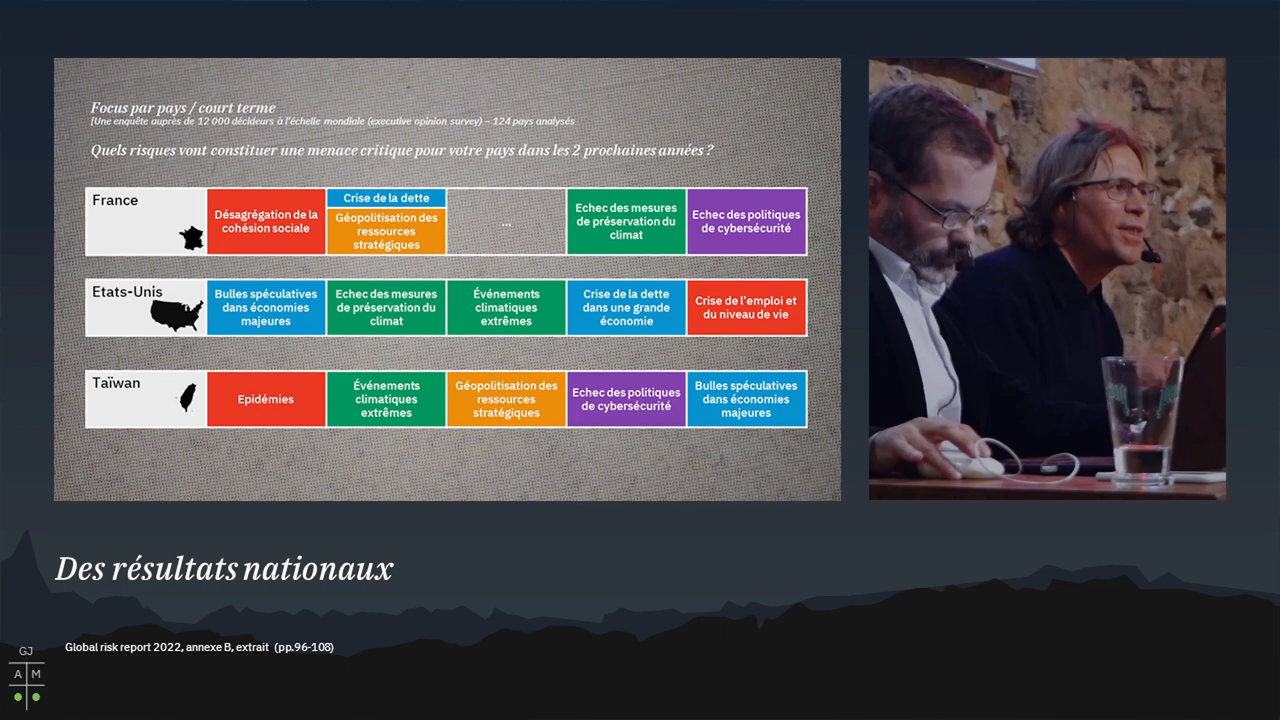 Focus par pays / court terme
[Une enquête auprès de 12 000 décideurs à l'échelle mondiale (executive opinion survey) – 124 pays analysés
Quels risques vont constituer une menace critique pour votre pays dans les 2 prochaines années ?
France
Désagrégation de la
cohésion sociale
Crise de la dette
Géopolitisation des
ressources
stratégiques
...
Echec des mesures
de préservation du
climat
Echec des politiques
de cybersécurité
Etats-Unis
Bulles spéculatives
dans économies
majeures
Echec des mesures
de préservation du
climat
Événements
climatiques
extrêmes
Crise de la dette
dans une grande
économie
Crise de l'emploi et
du niveau de vie
Taïwan
Epidémies
Événements
climatiques
extrêmes
Géopolitisation des
ressources
stratégiques
Echec des politiques
de cybersécurité
Bulles spéculatives
dans économies
majeures
Des résultats nationaux
Global risk report 2022, annexe B, extrait (pp.96-108)
GJ
A M